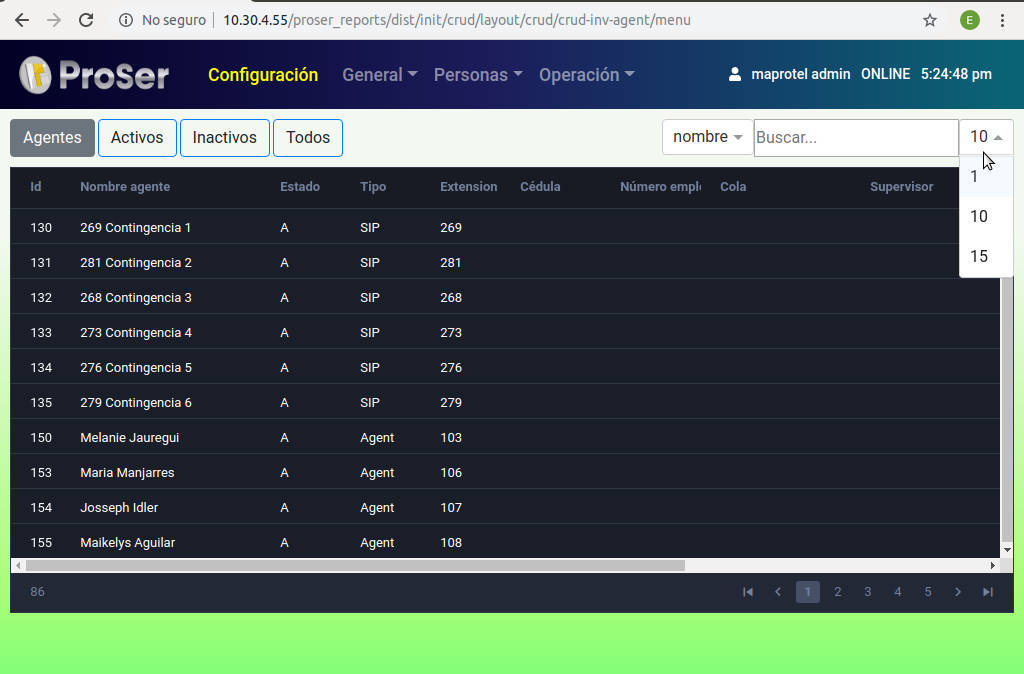 No seguro 10.30.4.55/proser_reports/dist/init/crud/layout/crud/crud-inv-agent/menu E
ProSer Configuración General Personas Operación maprotel admin ONLINE 5:24:48 pm
Agentes Activos Inactivos Todos nombre Buscar... 10
1
10
15
Id Nombre agente Estado Tipo Extension Cédula Número empl Cola Supervisor
130 269 Contingencia 1 A SIP 269
131 281 Contingencia 2 A SIP 281
132 268 Contingencia 3 A SIP 268
133 273 Contingencia 4 A SIP 273
134 276 Contingencia 5 A SIP 276
135 279 Contingencia 6 A SIP 279
150 Melanie Jauregui A Agent 103
153 Maria Manjarres A Agent 106
154 Josseph Idler A Agent 107
155 Maikelys Aguilar A Agent 108
86 1 2 3 4 5